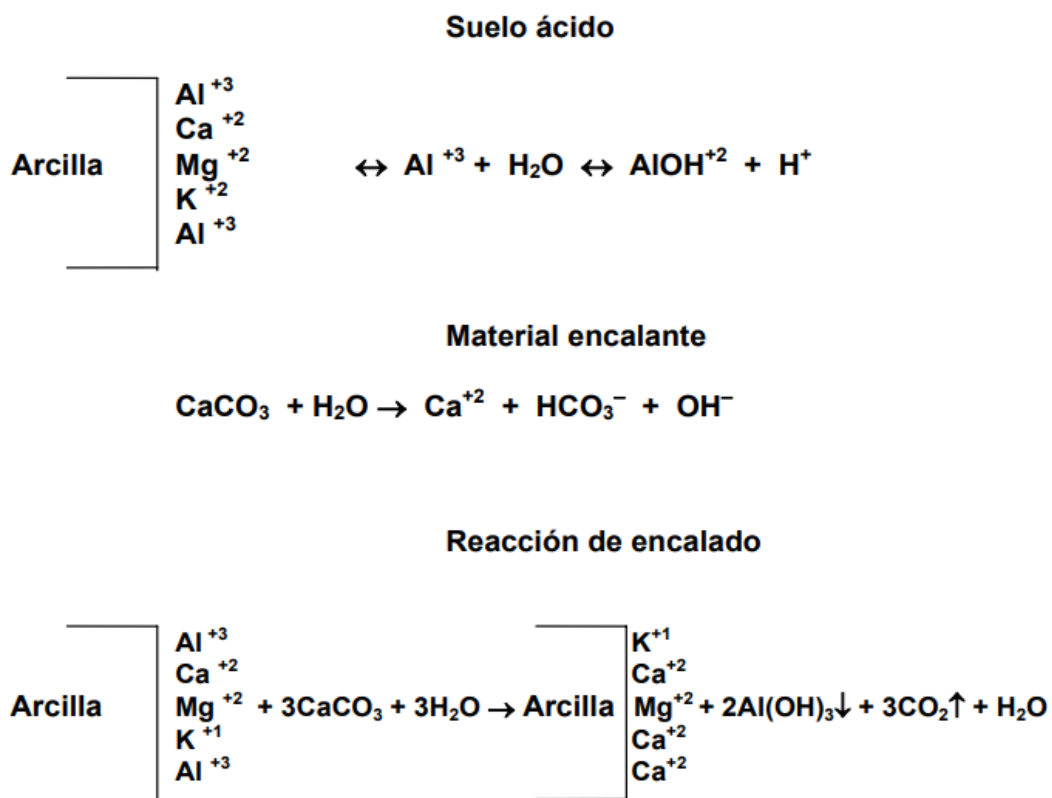 Suelo ácido
Al +3
Ca +2
Arcilla Mg +2 ↔ Al +3 + H₂O ↔ AlOH⁺² + H⁺
K +2
Al +3
Material encalante
CaCO₃ + H₂O → Ca⁺² + HCO₃⁻ + OH⁻
Reacción de encalado
Al +3 K⁺¹
Ca +2 Ca⁺²
Arcilla Mg +2 + 3CaCO₃ + 3H₂O → Arcilla Mg⁺² + 2Al(OH)₃↓ + 3CO₂↑ + H₂O
K +1 Ca⁺²
Al +3 Ca⁺²